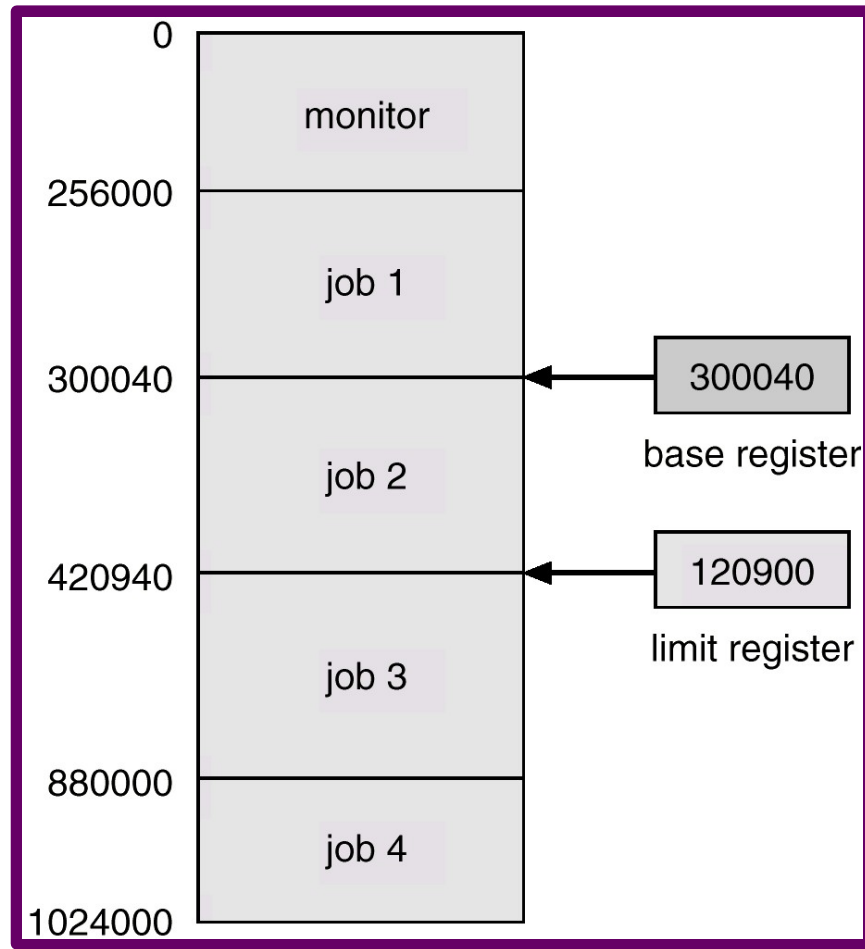 0
monitor
256000
job 1
300040
300040
base register
job 2
420940
120900
limit register
job 3
880000
job 4
1024000